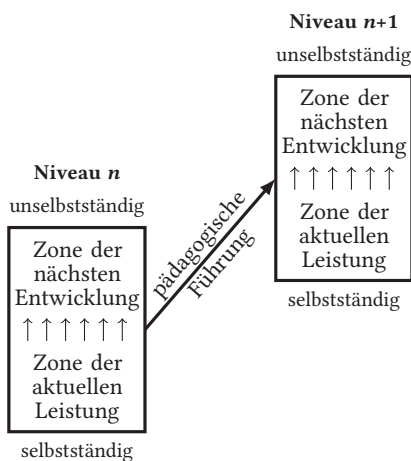 Niveau n+1
unselbstständig
Zone der
nächsten
Entwicklung
↑ ↑ ↑ ↑ ↑ ↑
Zone der
aktuellen
Leistung
selbstständig
pädagogische
Führung
Niveau n
unselbstständig
Zone der
nächsten
Entwicklung
↑ ↑ ↑ ↑ ↑ ↑
Zone der
aktuellen
Leistung
selbstständig